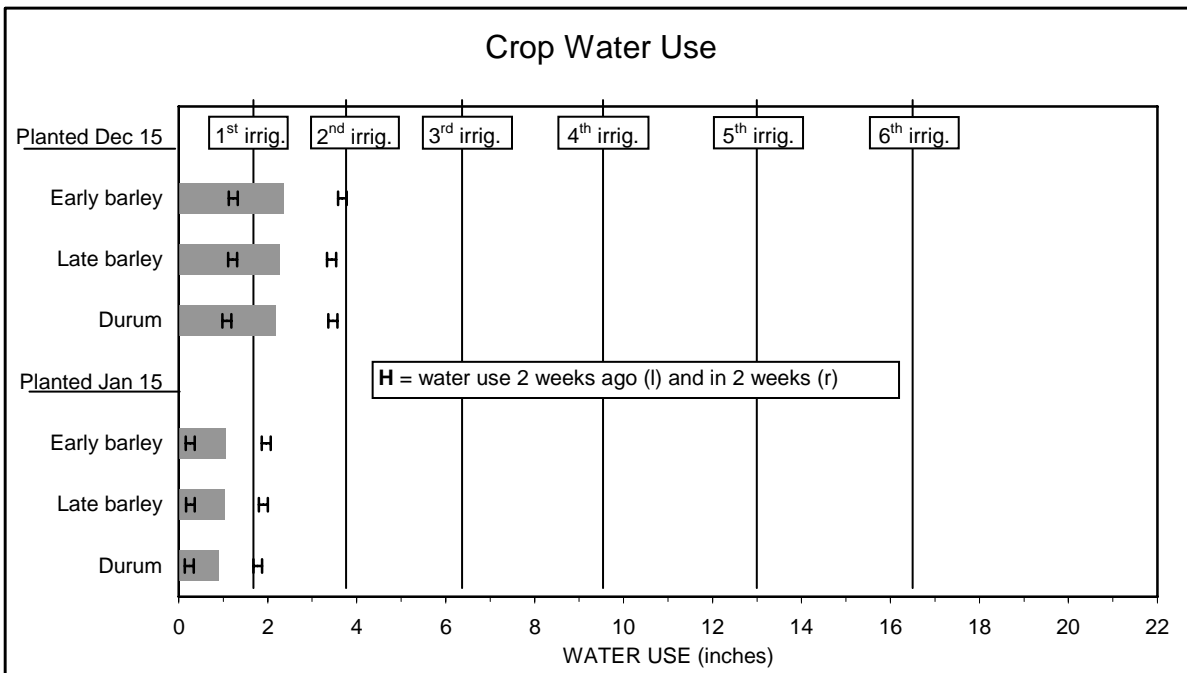 Crop Water Use
Planted Dec 15
1st irrig. 2nd irrig. 3rd irrig. 4th irrig. 5th irrig. 6th irrig.
Early barley H H
Late barley H H
Durum H H
Planted Jan 15
H = water use 2 weeks ago (l) and in 2 weeks (r)
Early barley H H
Late barley H H
Durum H H
0 2 4 6 8 10 12 14 16 18 20 22
WATER USE (inches)